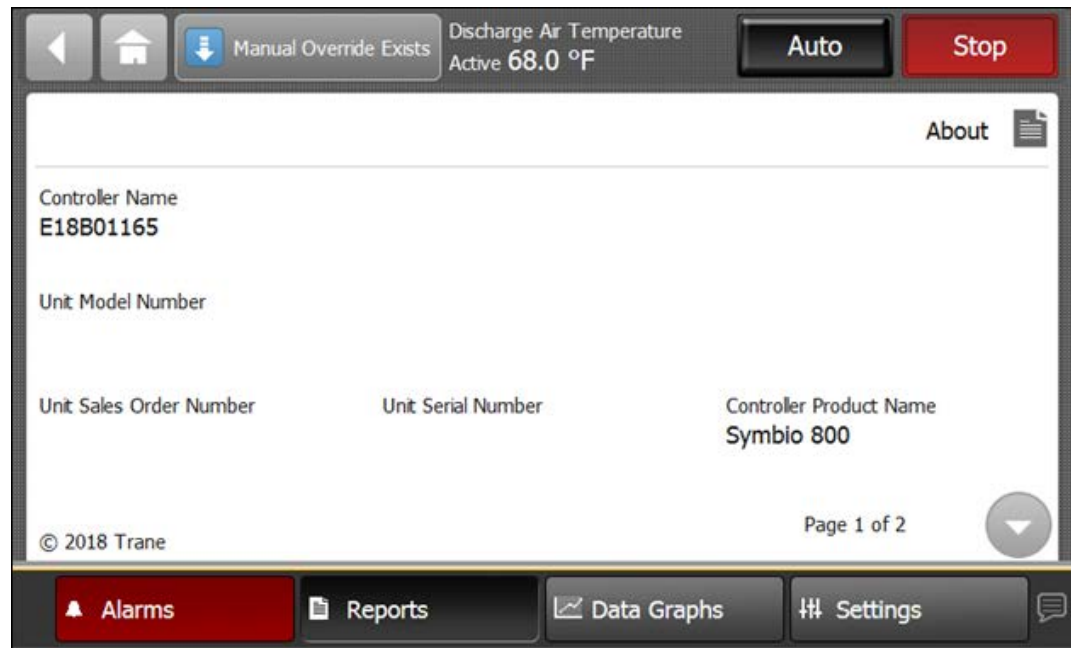 Manual Override Exists
Discharge Air Temperature
Active 68.0 °F
Auto
Stop
About
Controller Name
E18B01165
Unit Model Number
Unit Sales Order Number
Unit Serial Number
Controller Product Name
Symbio 800
Page 1 of 2
© 2018 Trane
Alarms
Reports
Data Graphs
Settings